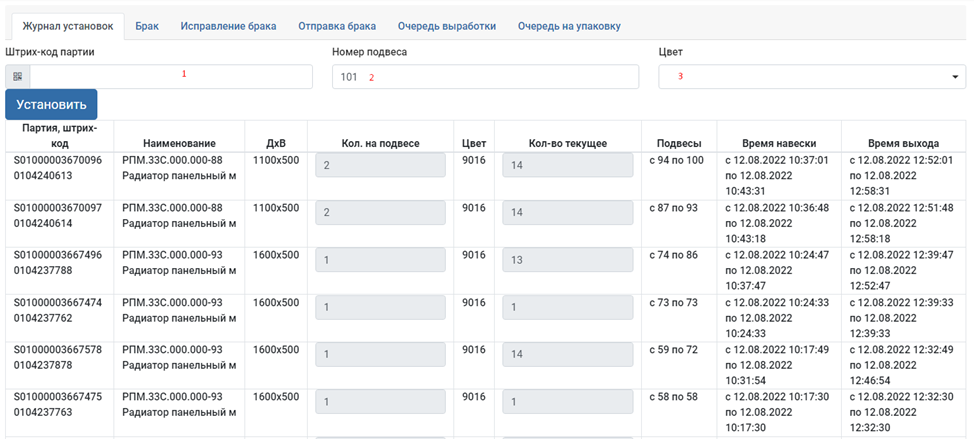 Журнал установок Брак Исправление брака Отправка брака Очередь выработки Очередь на упаковку
Штрих-код партии Номер подвеса Цвет
1 101 2 3
Установить
Партия, штрих-код Наименование ДхВ Кол. на подвесе Цвет Кол-во текущее Подвесы Время навески Время выхода
S01000003670096 РПМ.33С.000.000-88 1100x500 2 9016 14 с 94 по 100 с 12.08.2022 10:37:01 с 12.08.2022 12:52:01
0104240613 Радиатор панельный м по 12.08.2022 по 12.08.2022
10:43:31 12:58:31
S01000003670097 РПМ.33С.000.000-88 1100x500 2 9016 14 с 87 по 93 с 12.08.2022 10:36:48 с 12.08.2022 12:51:48
0104240614 Радиатор панельный м по 12.08.2022 по 12.08.2022
10:43:18 12:58:18
S01000003667496 РПМ.33С.000.000-93 1600x500 1 9016 13 с 74 по 86 с 12.08.2022 10:24:47 с 12.08.2022 12:39:47
0104237788 Радиатор панельный м по 12.08.2022 по 12.08.2022
10:37:47 12:52:47
S01000003667474 РПМ.33С.000.000-93 1600x500 1 9016 1 с 73 по 73 с 12.08.2022 10:24:33 с 12.08.2022 12:39:33
0104237762 Радиатор панельный м по 12.08.2022 по 12.08.2022
10:24:33 12:39:33
S01000003667578 РПМ.33С.000.000-93 1600x500 1 9016 14 с 59 по 72 с 12.08.2022 10:17:49 с 12.08.2022 12:32:49
0104237878 Радиатор панельный м по 12.08.2022 по 12.08.2022
10:31:54 12:46:54
S01000003667475 РПМ.33С.000.000-93 1600x500 1 9016 1 с 58 по 58 с 12.08.2022 10:17:30 с 12.08.2022 12:32:30
0104237763 Радиатор панельный м по 12.08.2022 по 12.08.2022
10:17:30 12:32:30